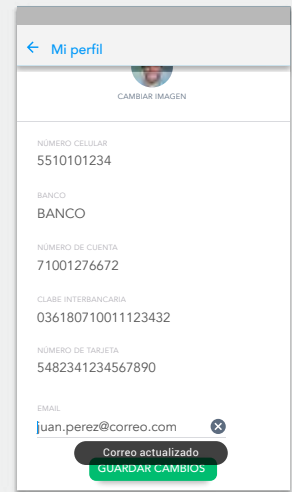 Mi perfil
CAMBIAR IMAGEN
NÚMERO CELULAR
5510101234
BANCO
BANCO
NÚMERO DE CUENTA
71001276672
CLABE INTERBANCARIA
036180710011123432
NÚMERO DE TARJETA
5482341234567890
EMAIL
juan.perez@correo.com
Correo actualizado
GUARDAR CAMBIOS